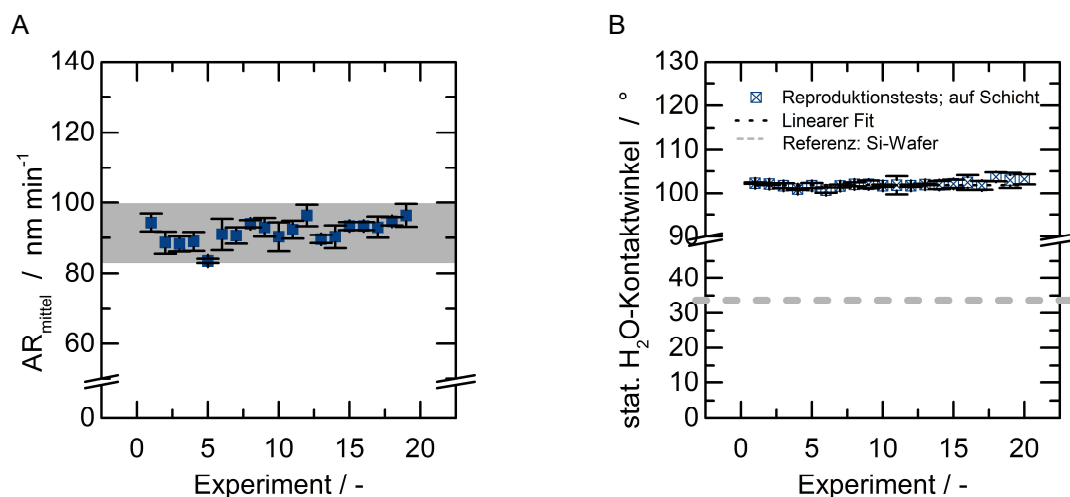 A
140
120
100
80
60
0
AR_mittel / nm min⁻¹
0 5 10 15 20
Experiment / -
B
130
120
110
100
90
40
30
20
10
0
stat. H₂O-Kontaktwinkel / °
Reproduktionstests; auf Schicht
Linearer Fit
Referenz: Si-Wafer
0 5 10 15 20
Experiment / -